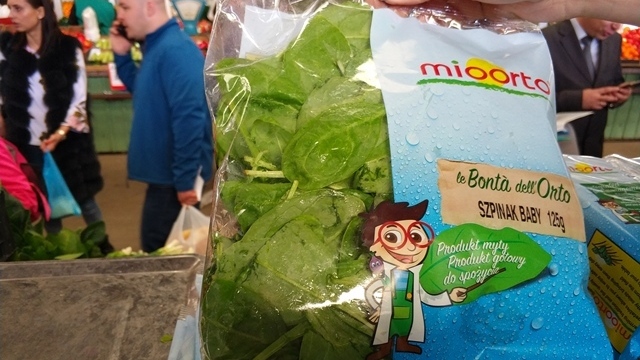 mioorto
le Bontà dell'Orto
SZPINAK BABY 125g
Produkt myty
Produkt gotowy
do spożycia